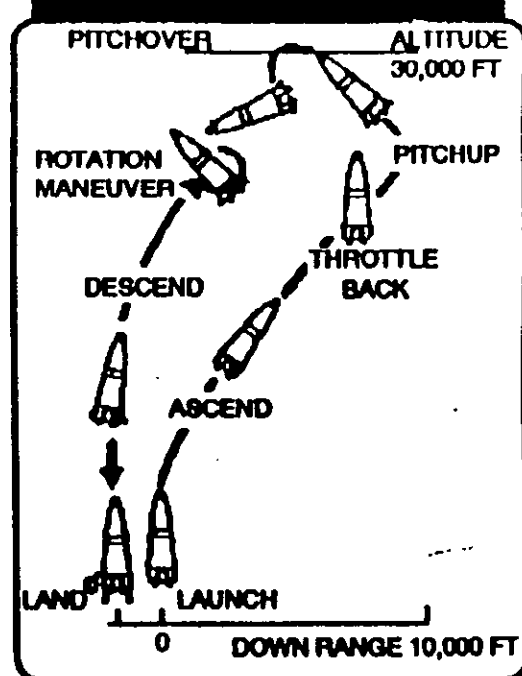 PITCHOVER
ALTITUDE
30,000 FT
ROTATION
MANEUVER
PITCHUP
THROTTLE
BACK
DESCEND
ASCEND
LAND
LAUNCH
0
DOWN RANGE 10,000 FT